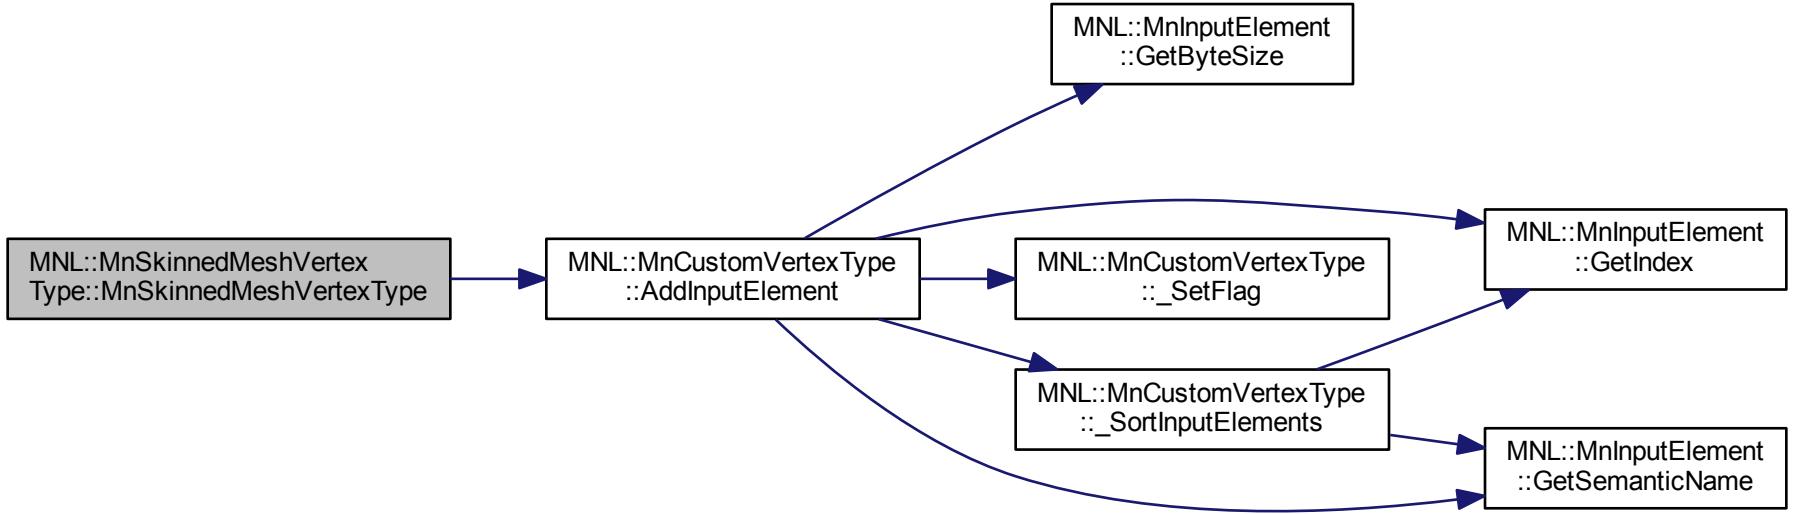 MNL::MnInputElement
::GetByteSize
MNL::MnSkinnedMeshVertex
Type::MnSkinnedMeshVertexType
MNL::MnCustomVertexType
::AddInputElement
MNL::MnCustomVertexType
::_SetFlag
MNL::MnInputElement
::GetIndex
MNL::MnCustomVertexType
::_SortInputElements
MNL::MnInputElement
::GetSemanticName